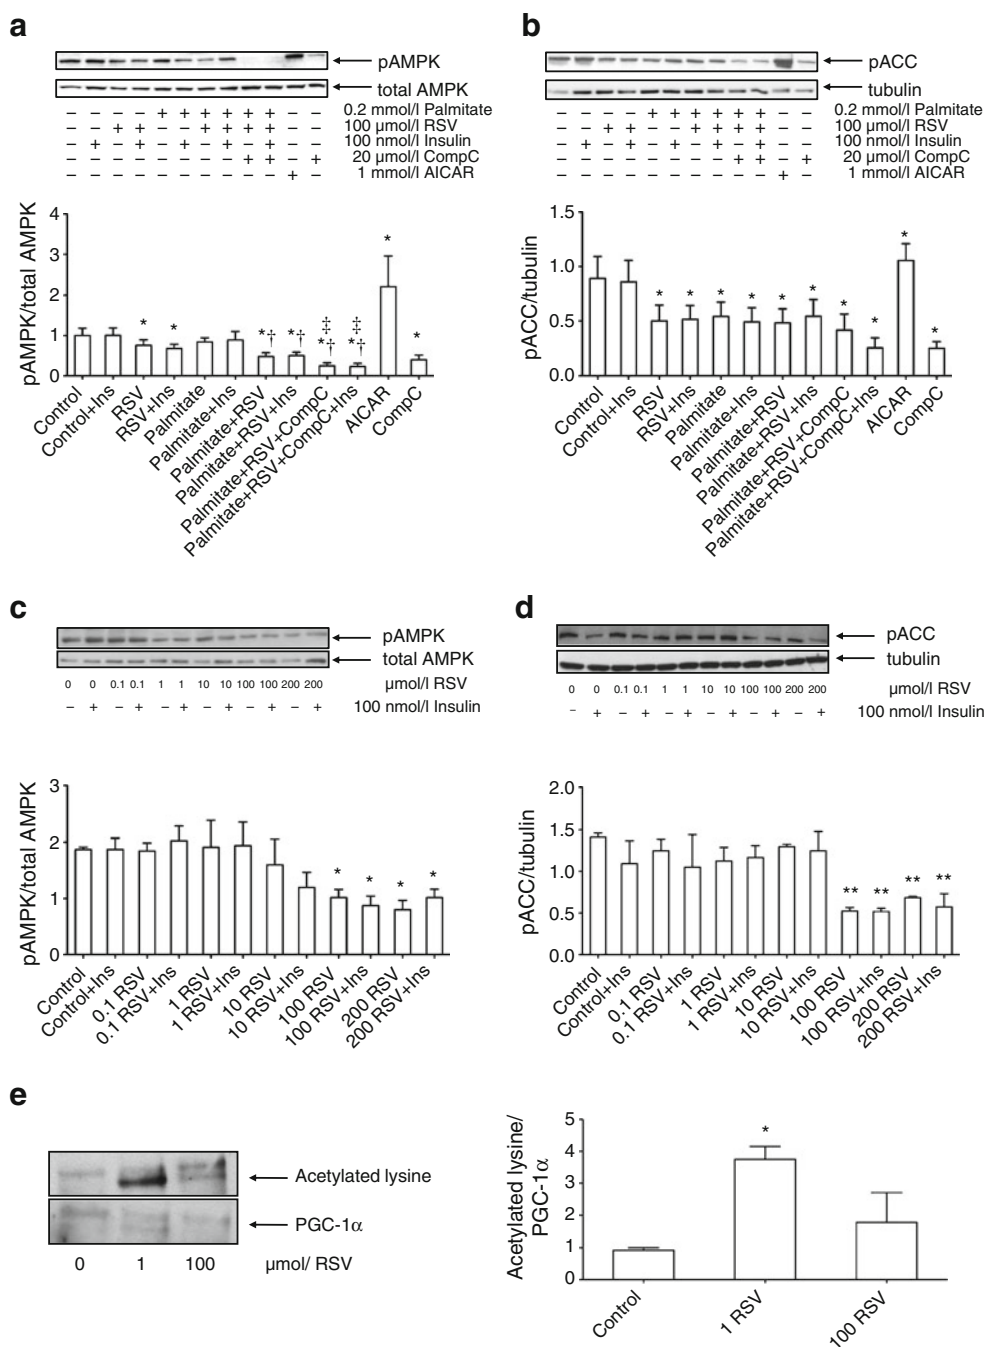 a
pAMPK
total AMPK
– – – – + + + + + + – – 0.2 mmol/l Palmitate
– – + + – – + + + + – – 100 µmol/l RSV
– + – + – + – + – + – – 100 nmol/l Insulin
– – – – – – – – + + – + 20 µmol/l CompC
– – – – – – – – – – + – 1 mmol/l AICAR
pAMPK/total AMPK
4
3
2
1
0
* * *† *† ‡*† ‡*† * *
Control
Control+Ins
RSV
RSV+Ins
Palmitate
Palmitate+Ins
Palmitate+RSV
Palmitate+RSV+Ins
Palmitate+RSV+CompC
Palmitate+RSV+CompC+Ins
AICAR
CompC
b
pACC
tubulin
– – – – + + + + + + – – 0.2 mmol/l Palmitate
– – + + – – + + + + – – 100 µmol/l RSV
– + – + – + – + – + – – 100 nmol/l Insulin
– – – – – – – – + + – + 20 µmol/l CompC
– – – – – – – – – – + – 1 mmol/l AICAR
pACC/tubulin
1.5
1.0
0.5
0.0
* * * * * * * * * *
Control
Control+Ins
RSV
RSV+Ins
Palmitate
Palmitate+Ins
Palmitate+RSV
Palmitate+RSV+Ins
Palmitate+RSV+CompC
Palmitate+RSV+CompC+Ins
AICAR
CompC
c
pAMPK
total AMPK
0 0 0.1 0.1 1 1 10 10 100 100 200 200 µmol/l RSV
– + – + – + – + – + – + 100 nmol/l Insulin
pAMPK/total AMPK
3
2
1
0
* * * *
Control
Control+Ins
0.1 RSV
0.1 RSV+Ins
1 RSV
1 RSV+Ins
10 RSV
10 RSV+Ins
100 RSV
100 RSV+Ins
200 RSV
200 RSV+Ins
d
pACC
tubulin
0 0 0.1 0.1 1 1 10 10 100 100 200 200 µmol/l RSV
– + – + – + – + – + – + 100 nmol/l Insulin
pACC/tubulin
2.0
1.5
1.0
0.5
0.0
** ** ** **
Control
Control+Ins
0.1 RSV
0.1 RSV+Ins
1 RSV
1 RSV+Ins
10 RSV
10 RSV+Ins
100 RSV
100 RSV+Ins
200 RSV
200 RSV+Ins
e
Acetylated lysine
PGC-1α
0 1 100 µmol/ RSV
Acetylated lysine/
PGC-1α
5
4
3
2
1
0
*
Control
1 RSV
100 RSV